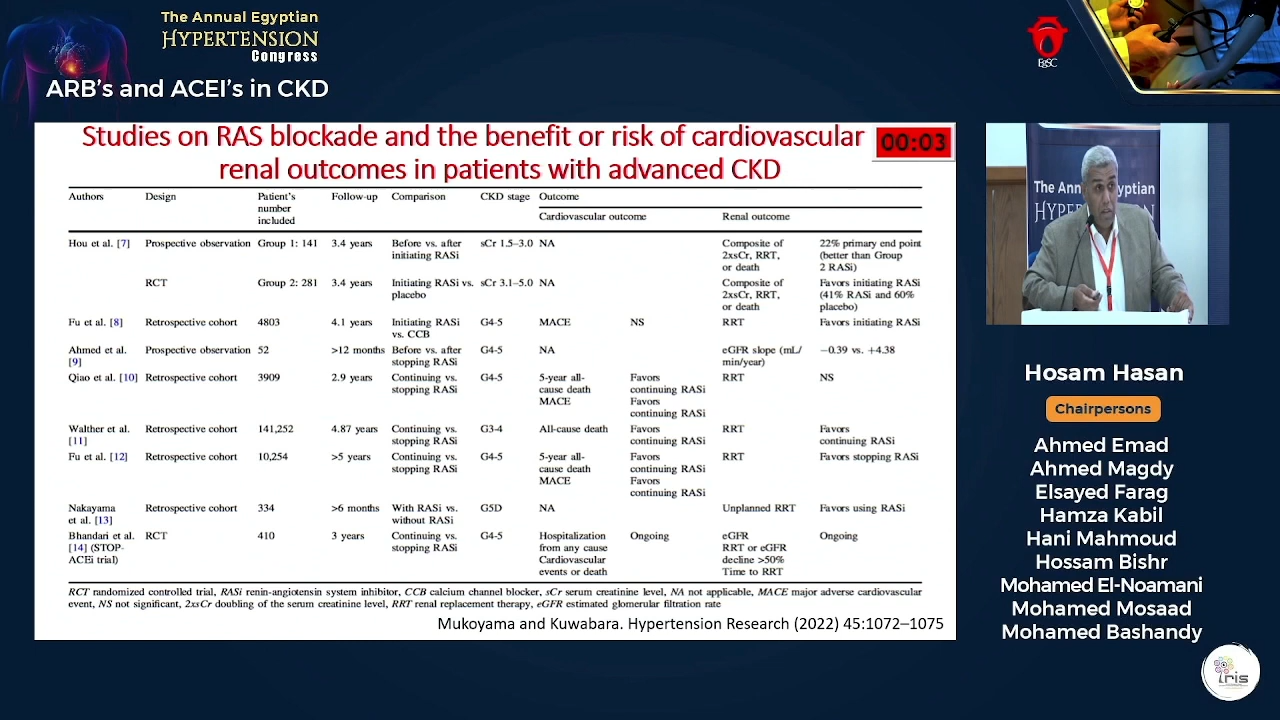 The Annual Egyptian
HYPERTENSION
Congress
EgSC
ARB's and ACEI's in CKD
Studies on RAS blockade and the benefit or risk of cardiovascular
renal outcomes in patients with advanced CKD
00:03
Authors Design Patient's number included Follow-up Comparison CKD stage Outcome
Cardiovascular outcome Renal outcome
Hou et al. [7] Prospective observation Group 1: 141 3.4 years Before vs. after initiating RASi sCr 1.5–3.0 NA Composite of 2xsCr, RRT, or death 22% primary end point (better than Group 2 RASi)
RCT Group 2: 281 3.4 years Initiating RASi vs. placebo sCr 3.1–5.0 NA Composite of 2xsCr, RRT, or death Favors initiating RASi (41% RASi and 60% placebo)
Fu et al. [8] Retrospective cohort 4803 4.1 years Initiating RASi vs. CCB G4-5 MACE NS RRT Favors initiating RASi
Ahmed et al. [9] Prospective observation 52 >12 months Before vs. after stopping RASi G4-5 NA eGFR slope (mL/min/year) −0.39 vs. +4.38
Qiao et al. [10] Retrospective cohort 3909 2.9 years Continuing vs. stopping RASi G4-5 5-year all-cause death MACE Favors continuing RASi Favors continuing RASi RRT NS
Walther et al. [11] Retrospective cohort 141,252 4.87 years Continuing vs. stopping RASi G3-4 All-cause death Favors continuing RASi RRT Favors continuing RASi
Fu et al. [12] Retrospective cohort 10,254 >5 years Continuing vs. stopping RASi G4-5 5-year all-cause death MACE Favors continuing RASi Favors continuing RASi RRT Favors stopping RASi
Nakayama et al. [13] Retrospective cohort 334 >6 months With RASi vs. without RASi G5D NA Unplanned RRT Favors using RASi
Bhandari et al. [14] (STOP-ACEi trial) RCT 410 3 years Continuing vs. stopping RASi G4-5 Hospitalization from any cause Cardiovascular events or death Ongoing eGFR RRT or eGFR decline >50% Time to RRT Ongoing
RCT randomized controlled trial, RASi renin-angiotensin system inhibitor, CCB calcium channel blocker, sCr serum creatinine level, NA not applicable, MACE major adverse cardiovascular
event, NS not significant, 2xsCr doubling of the serum creatinine level, RRT renal replacement therapy, eGFR estimated glomerular filtration rate
Mukoyama and Kuwabara. Hypertension Research (2022) 45:1072–1075
The Annual Egyptian
Hosam Hasan
Chairpersons
Ahmed Emad
Ahmed Magdy
Elsayed Farag
Hamza Kabil
Hani Mahmoud
Hossam Bishr
Mohamed El-Noamani
Mohamed Mosaad
Mohamed Bashandy
iris